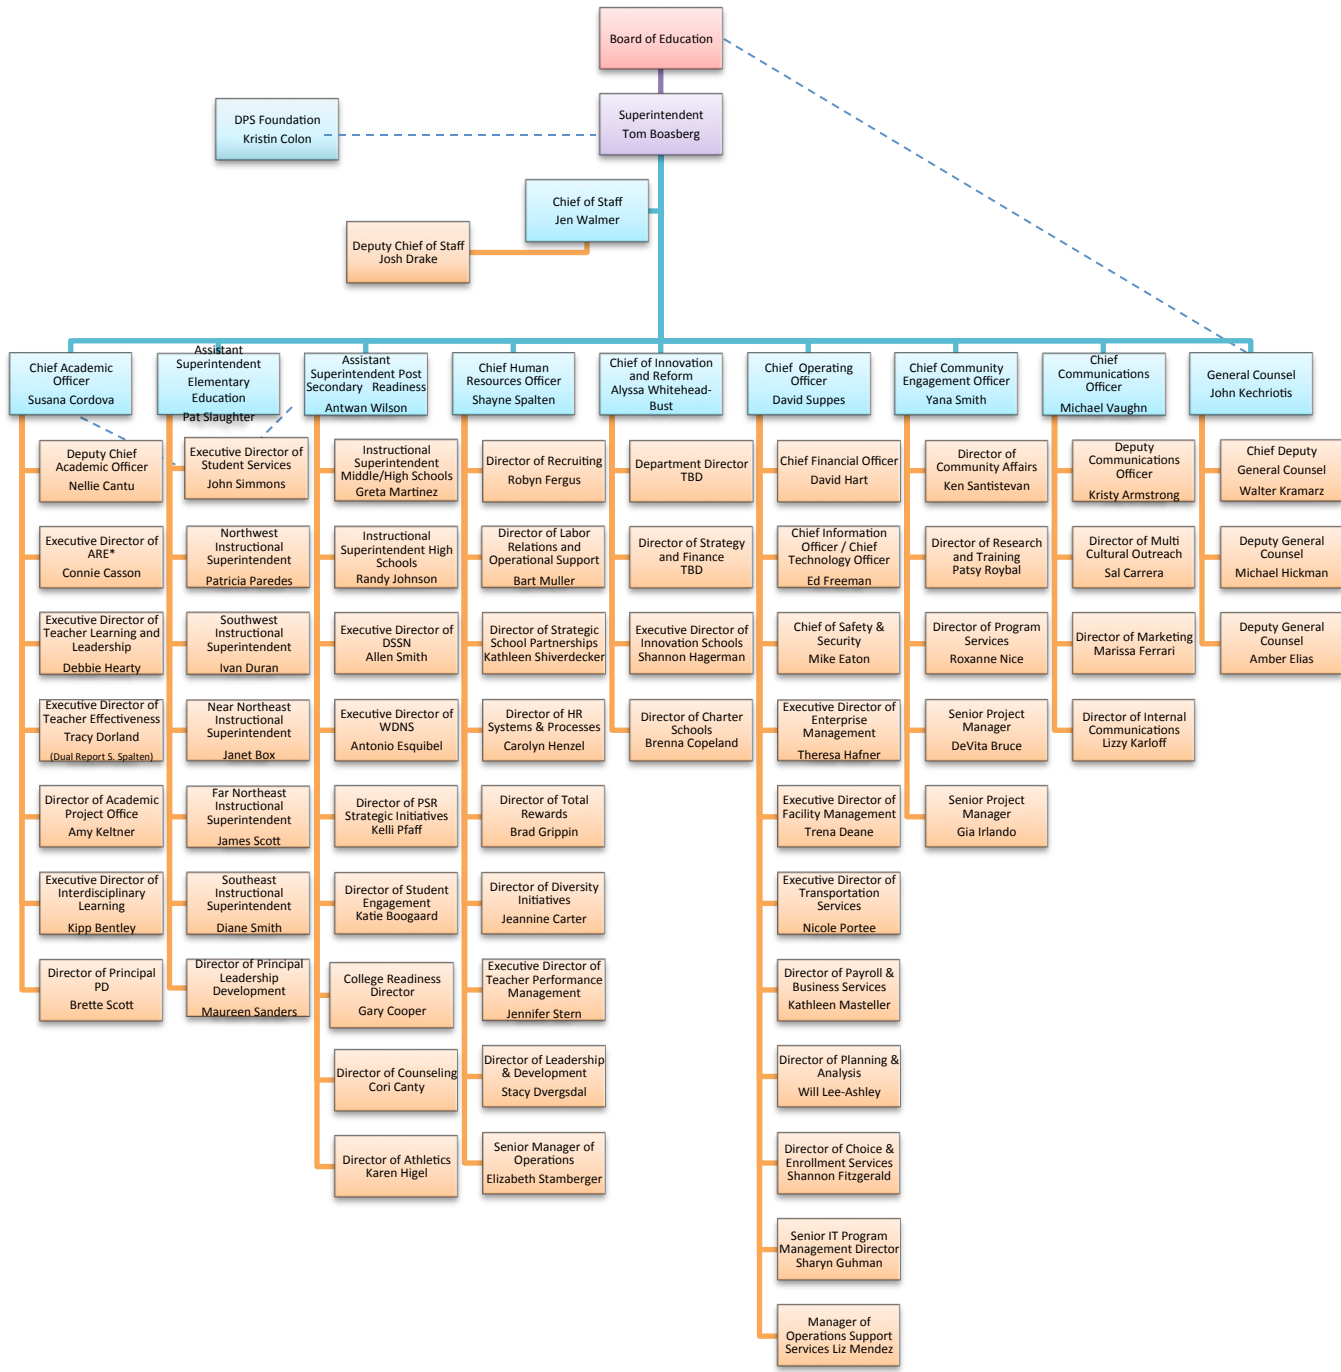 Board of Education
DPS Foundation
Kristin Colon
Superintendent
Tom Boasberg
Chief of Staff
Jen Walmer
Deputy Chief of Staff
Josh Drake
Chief Academic
Officer
Susana Cordova
Deputy Chief
Academic Officer
Nellie Cantu
Executive Director of
ARE*
Connie Casson
Executive Director of
Teacher Learning and
Leadership
Debbie Hearty
Executive Director of
Teacher Effectiveness
Tracy Dorland
(Dual Report S. Spalten)
Director of Academic
Project Office
Amy Keltner
Executive Director of
Interdisciplinary
Learning
Kipp Bentley
Director of Principal
PD
Brette Scott
Assistant
Superintendent
Elementary
Education
Pat Slaughter
Executive Director of
Student Services
John Simmons
Northwest
Instructional
Superintendent
Patricia Paredes
Southwest
Instructional
Superintendent
Ivan Duran
Near Northeast
Instructional
Superintendent
Janet Box
Far Northeast
Instructional
Superintendent
James Scott
Southeast
Instructional
Superintendent
Diane Smith
Director of Principal
Leadership
Development
Maureen Sanders
Assistant
Superintendent Post
Secondary Readiness
Antwan Wilson
Instructional
Superintendent
Middle/High Schools
Greta Martinez
Instructional
Superintendent High
Schools
Randy Johnson
Executive Director of
DSSN
Allen Smith
Executive Director of
WDNS
Antonio Esquibel
Director of PSR
Strategic Initiatives
Kelli Pfaff
Director of Student
Engagement
Katie Boogaard
College Readiness
Director
Gary Cooper
Director of Counseling
Cori Canty
Director of Athletics
Karen Higel
Chief Human
Resources Officer
Shayne Spalten
Director of Recruiting
Robyn Fergus
Director of Labor
Relations and
Operational Support
Bart Muller
Director of Strategic
School Partnerships
Kathleen Shiverdecker
Director of HR
Systems & Processes
Carolyn Henzel
Director of Total
Rewards
Brad Grippin
Director of Diversity
Initiatives
Jeannine Carter
Executive Director of
Teacher Performance
Management
Jennifer Stern
Director of Leadership
& Development
Stacy Dvergsdal
Senior Manager of
Operations
Elizabeth Stamberger
Chief of Innovation
and Reform
Alyssa Whitehead-
Bust
Department Director
TBD
Director of Strategy
and Finance
TBD
Executive Director of
Innovation Schools
Shannon Hagerman
Director of Charter
Schools
Brenna Copeland
Chief Operating
Officer
David Suppes
Chief Financial Officer
David Hart
Chief Information
Officer / Chief
Technology Officer
Ed Freeman
Chief of Safety &
Security
Mike Eaton
Executive Director of
Enterprise
Management
Theresa Hafner
Executive Director of
Facility Management
Trena Deane
Executive Director of
Transportation
Services
Nicole Portee
Director of Payroll &
Business Services
Kathleen Masteller
Director of Planning &
Analysis
Will Lee-Ashley
Director of Choice &
Enrollment Services
Shannon Fitzgerald
Senior IT Program
Management Director
Sharyn Guhman
Manager of
Operations Support
Services Liz Mendez
Chief Community
Engagement Officer
Yana Smith
Director of
Community Affairs
Ken Santistevan
Director of Research
and Training
Patsy Roybal
Director of Program
Services
Roxanne Nice
Senior Project
Manager
DeVita Bruce
Senior Project
Manager
Gia Irlando
Chief
Communications
Officer
Michael Vaughn
Deputy
Communications
Officer
Kristy Armstrong
Director of Multi
Cultural Outreach
Sal Carrera
Director of Marketing
Marissa Ferrari
Director of Internal
Communications
Lizzy Karloff
General Counsel
John Kechriotis
Chief Deputy
General Counsel
Walter Kramarz
Deputy General
Counsel
Michael Hickman
Deputy General
Counsel
Amber Elias